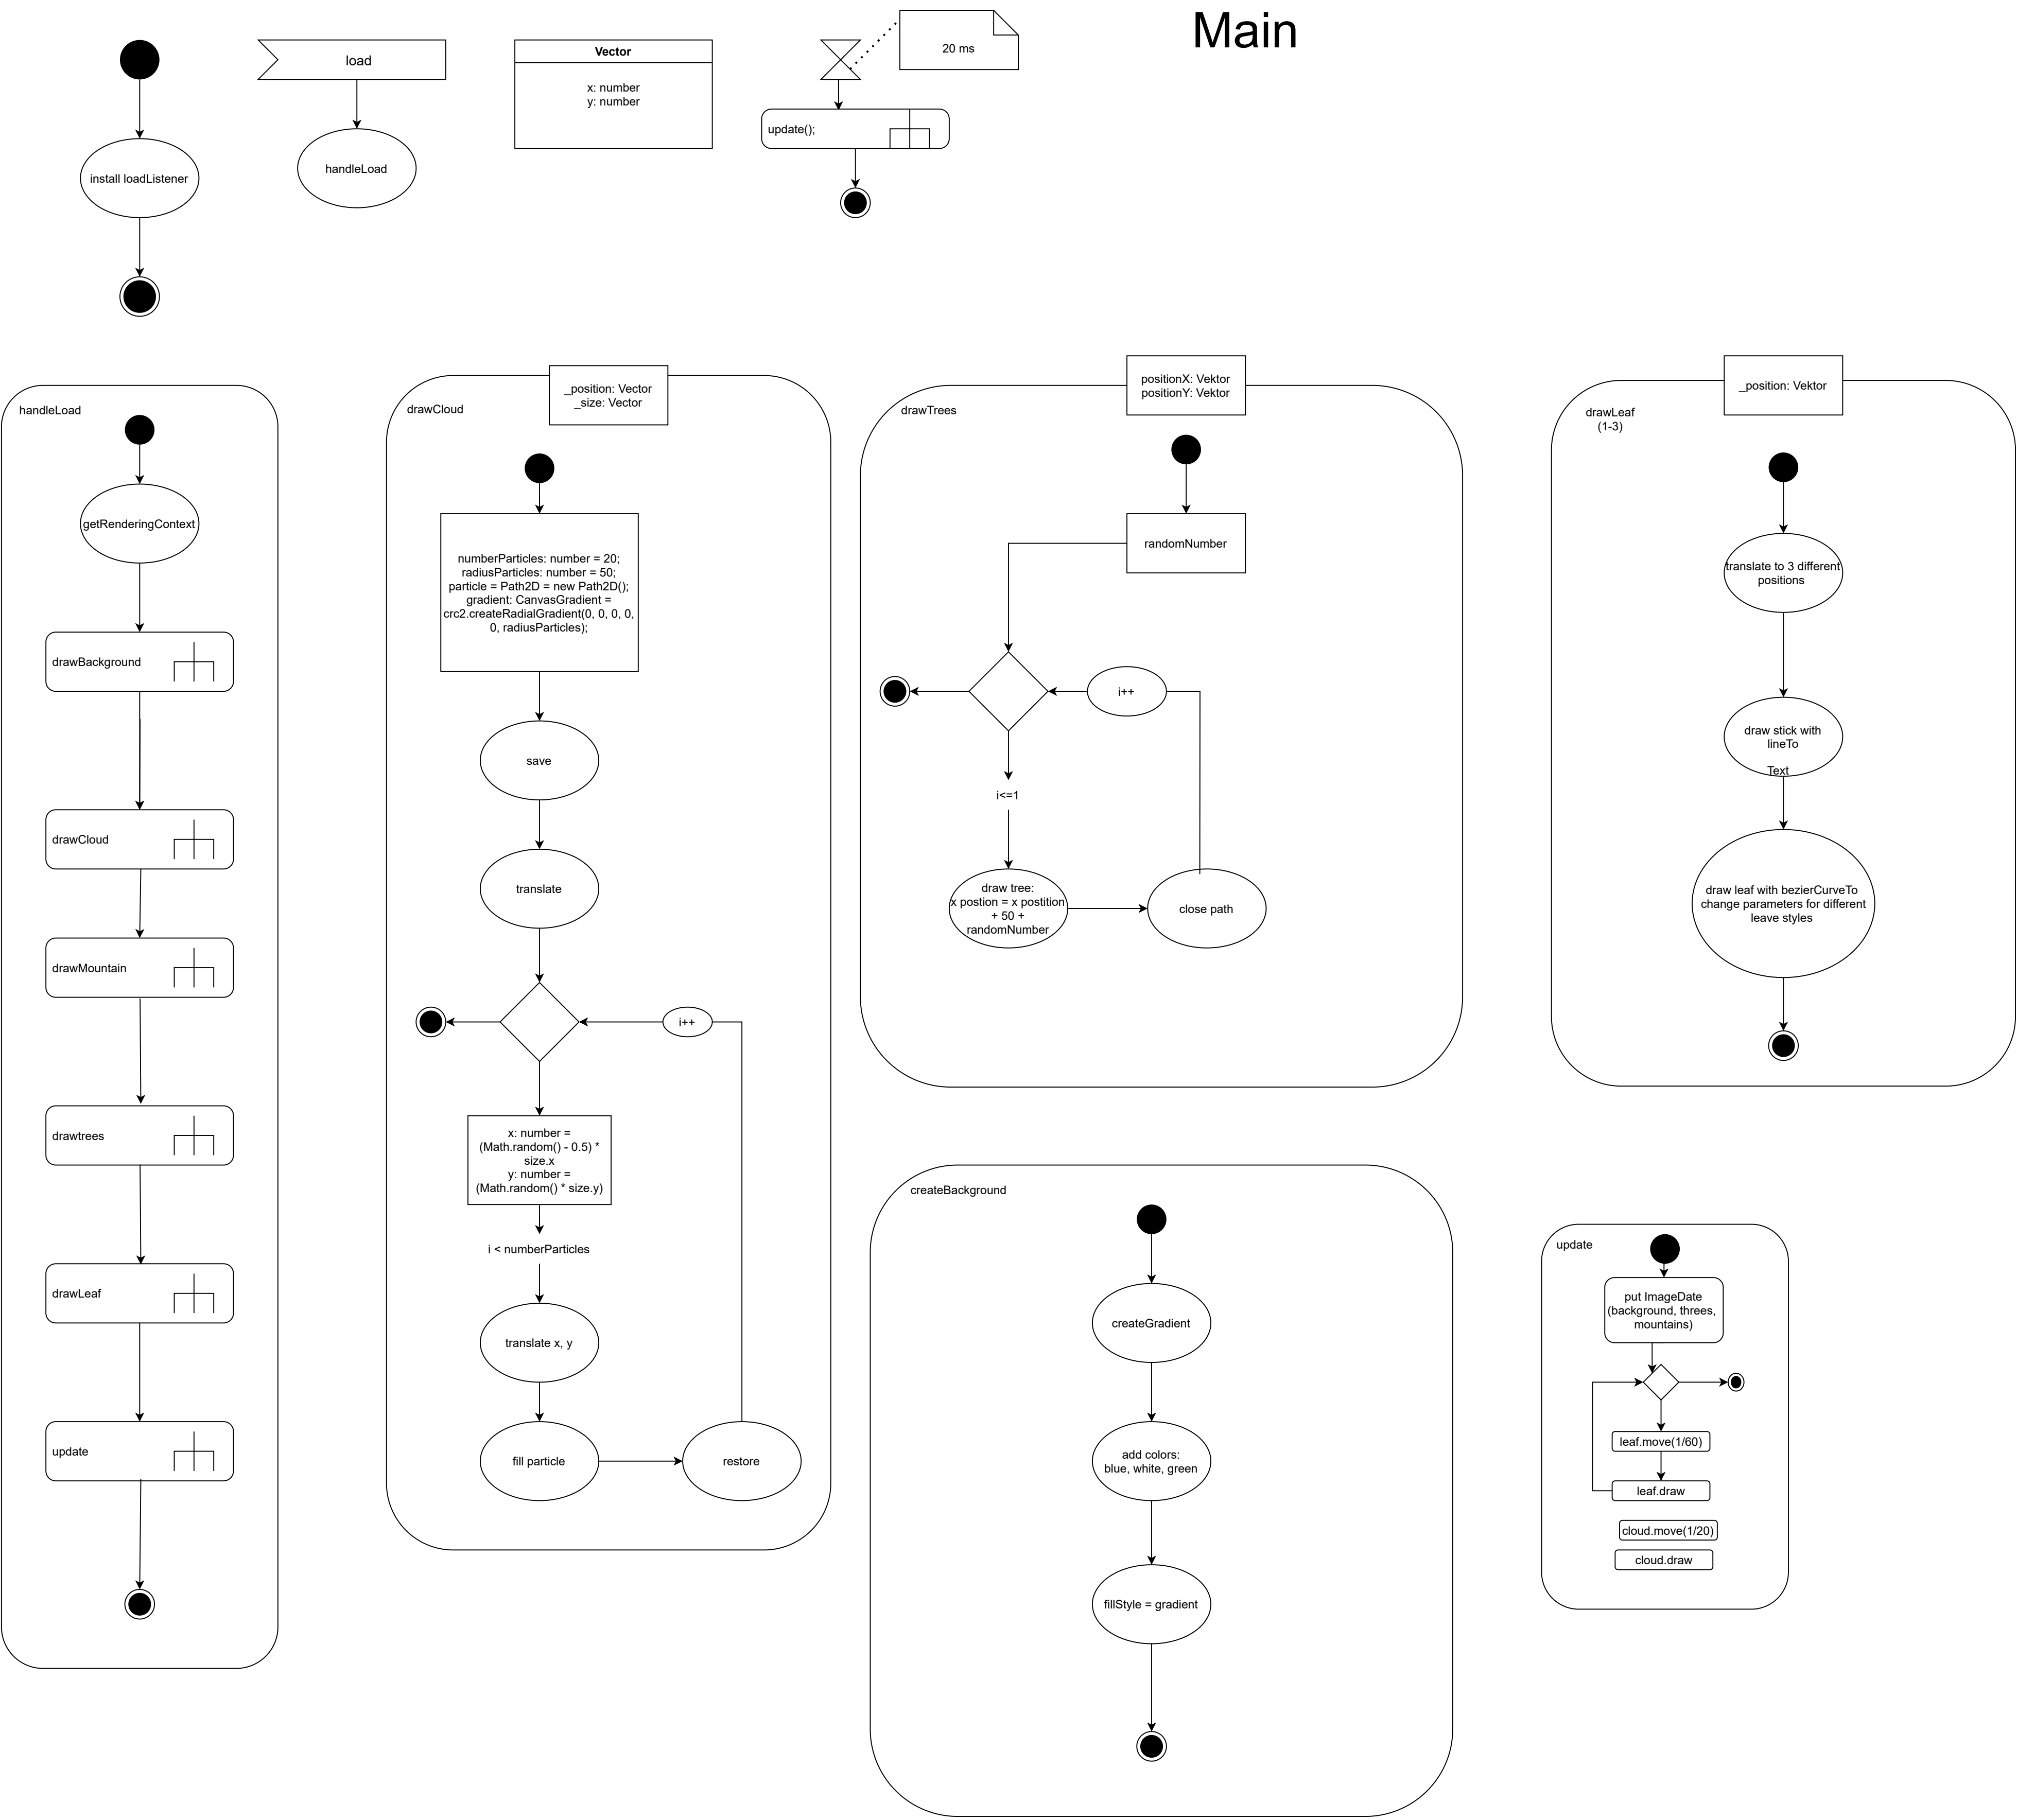 Main
load
Vector
x: number
y: number
20 ms
update();
install loadListener
handleLoad
handleLoad
getRenderingContext
drawBackground
drawCloud
drawMountain
drawtrees
drawLeaf
update
drawCloud
_position: Vector
_size: Vector
numberParticles: number = 20;
radiusParticles: number = 50;
particle = Path2D = new Path2D();
gradient: CanvasGradient =
crc2.createRadialGradient(0, 0, 0, 0,
0, radiusParticles);
save
translate
i++
x: number =
(Math.random() - 0.5) *
size.x
y: number =
(Math.random() * size.y)
i < numberParticles
translate x, y
fill particle
restore
drawTrees
positionX: Vektor
positionY: Vektor
randomNumber
i++
i<=1
draw tree:
x postion = x postition
+ 50 +
randomNumber
close path
drawLeaf
(1-3)
_position: Vektor
translate to 3 different
positions
draw stick with
lineTo
Text
draw leaf with bezierCurveTo
change parameters for different
leave styles
createBackground
createGradient
add colors:
blue, white, green
fillStyle = gradient
update
put ImageDate
(background, threes,
mountains)
leaf.move(1/60)
leaf.draw
cloud.move(1/20)
cloud.draw